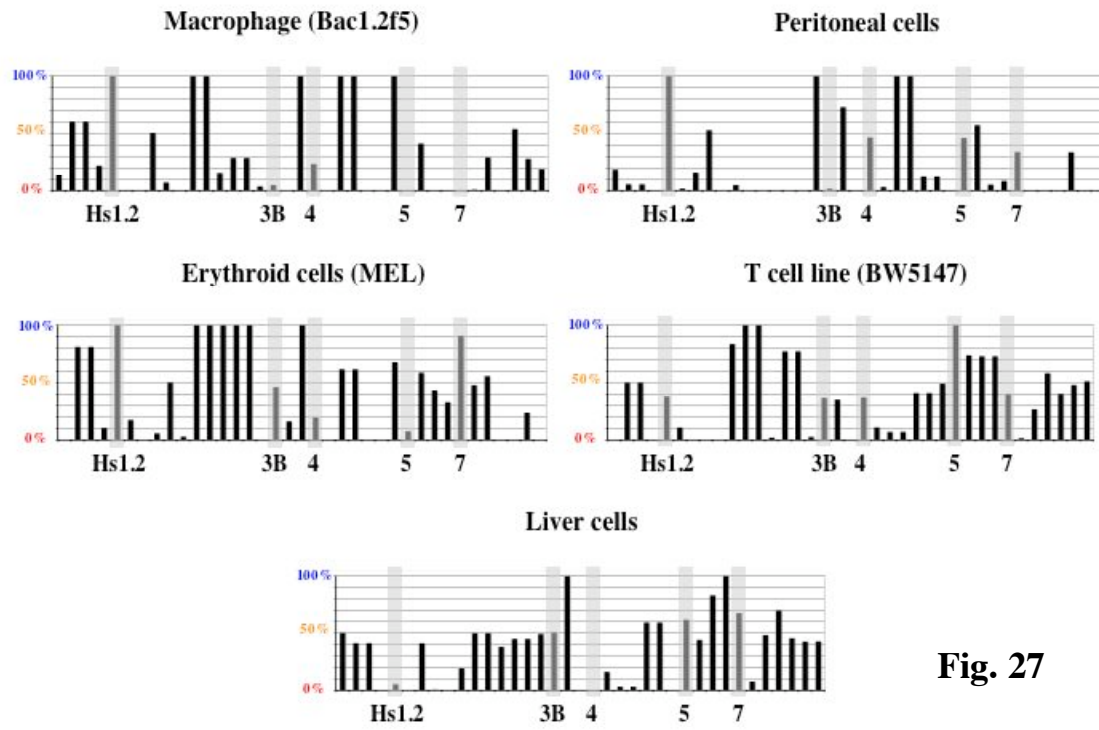 Macrophage (Bac1.2f5)
100%
50%
0%
Hs1.2 3B 4 5 7
Peritoneal cells
100%
50%
0%
Hs1.2 3B 4 5 7
Erythroid cells (MEL)
100%
50%
0%
Hs1.2 3B 4 5 7
T cell line (BW5147)
100%
50%
0%
Hs1.2 3B 4 5 7
Liver cells
100%
50%
0%
Hs1.2 3B 4 5 7
Fig. 27